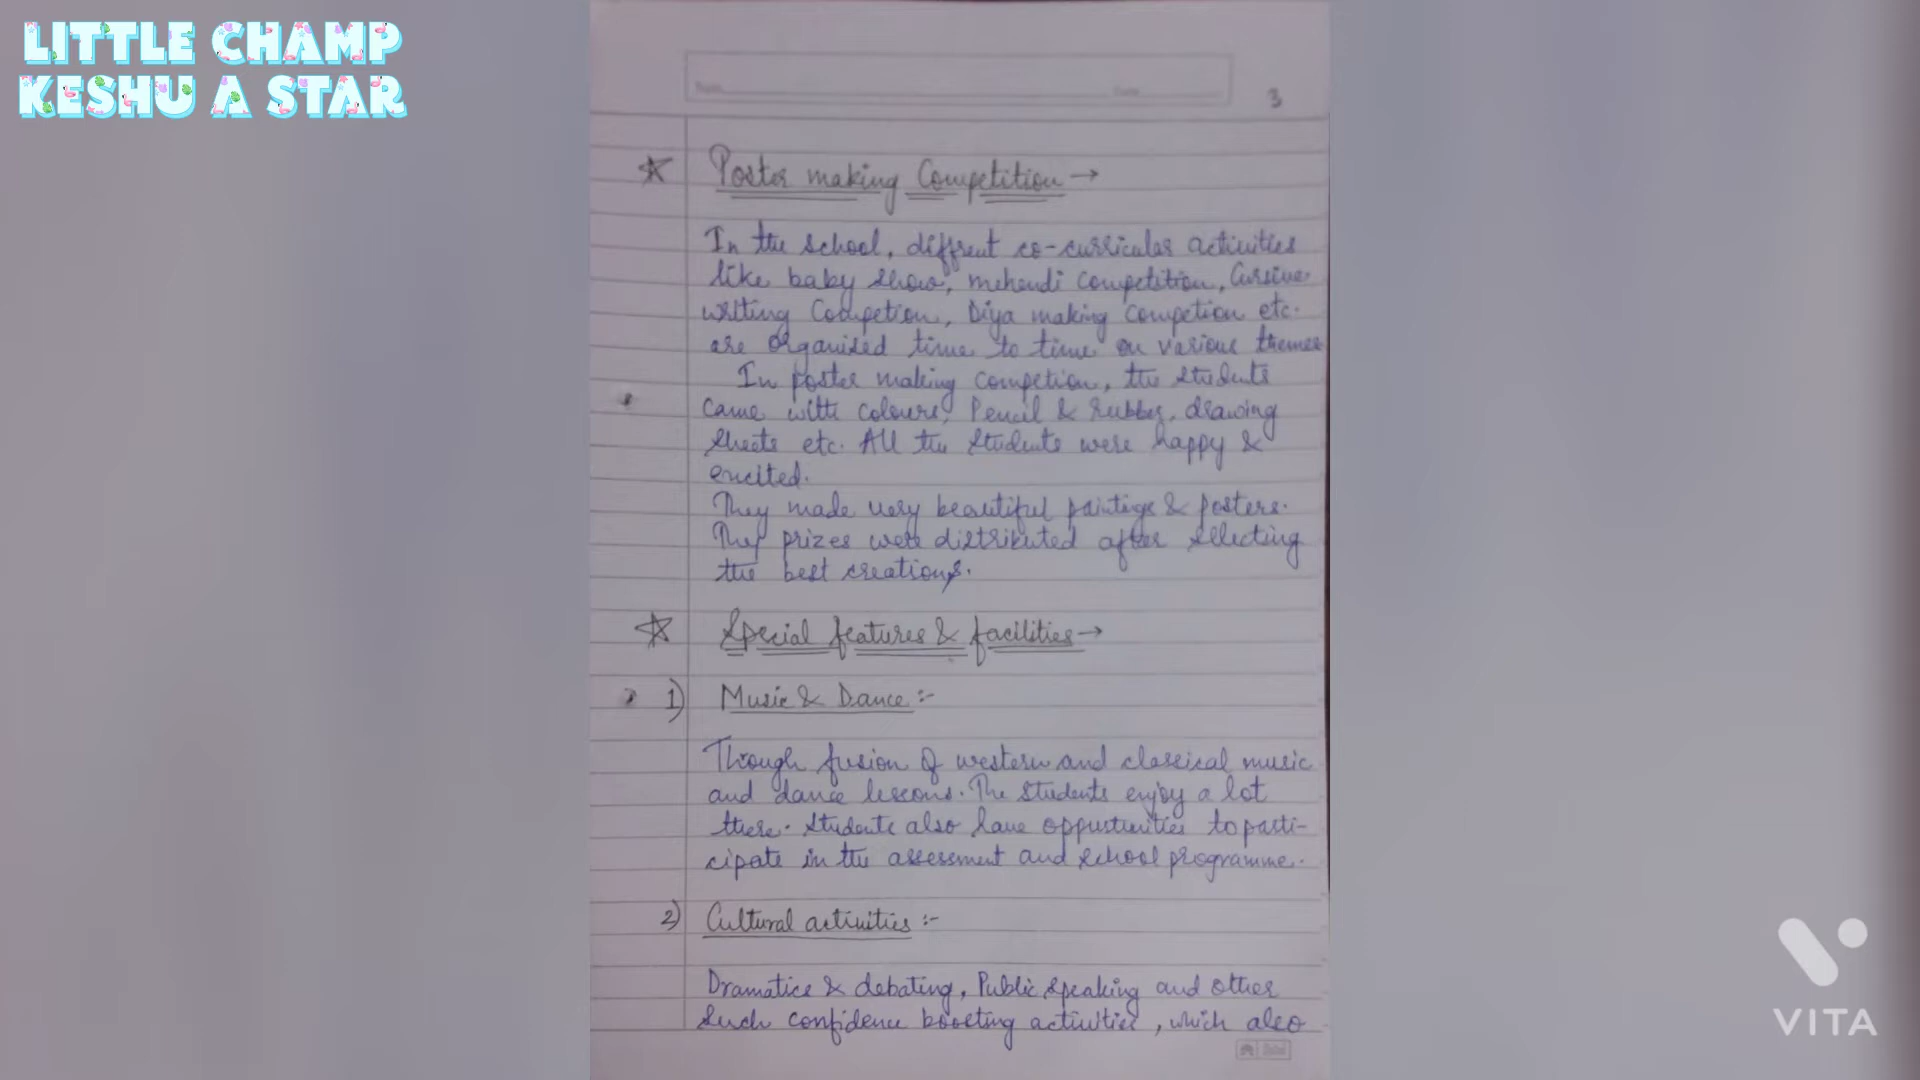 LITTLE CHAMP
KESHU A STAR
3
☆ Poster making Competition →
In the school, diffrent co-curricular activities
like baby show, mehendi competition, Cursive
writing Competion, Diya making competion etc.
are organised time to time on various themes
In poster making competion, the students
came with colours, Pencil & rubber, drawing
sheets etc. All the students were happy &
excited.
They made very beautiful paintings & posters.
They prizes were distributed after selecting
the best creations.
☆ Special features & facilities →
1) Music & Dance :-
Through fusion of western and classical music
and dance lessons. The students enjoy a lot
there. Students also have oppurtunities to parti-
cipate in the assessment and school programme.
2) Cultural activities :-
Dramatics & debating, Public speaking and other
such confidence boosting activities, which also
VITA